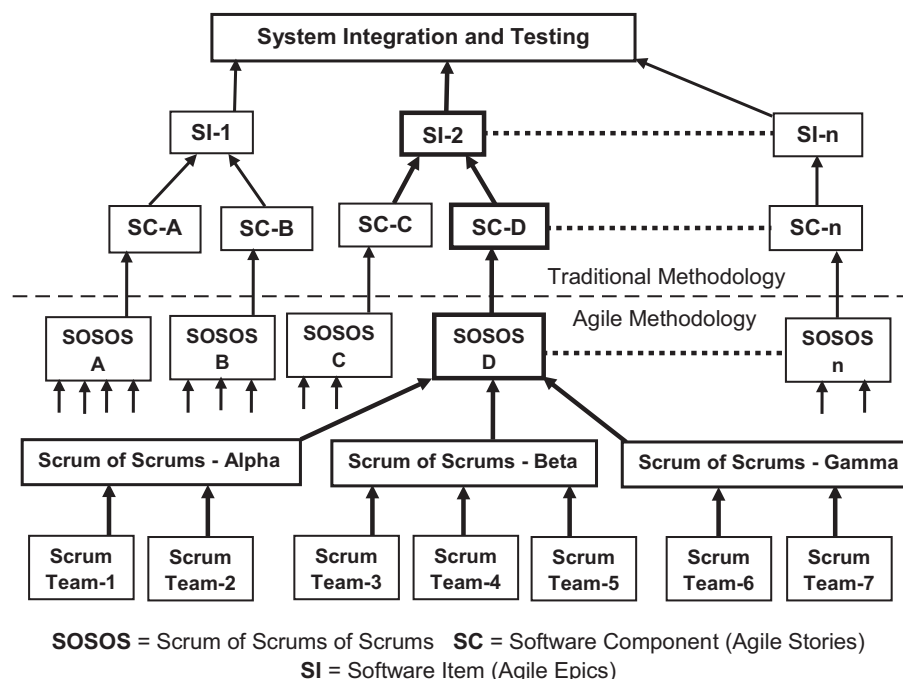 System Integration and Testing
SI-1
SI-2
SI-n
SC-A
SC-B
SC-C
SC-D
SC-n
Traditional Methodology
Agile Methodology
SOSOS
A
SOSOS
B
SOSOS
C
SOSOS
D
SOSOS
n
Scrum of Scrums - Alpha
Scrum of Scrums - Beta
Scrum of Scrums - Gamma
Scrum
Team-1
Scrum
Team-2
Scrum
Team-3
Scrum
Team-4
Scrum
Team-5
Scrum
Team-6
Scrum
Team-7
SOSOS = Scrum of Scrums of Scrums SC = Software Component (Agile Stories)
SI = Software Item (Agile Epics)